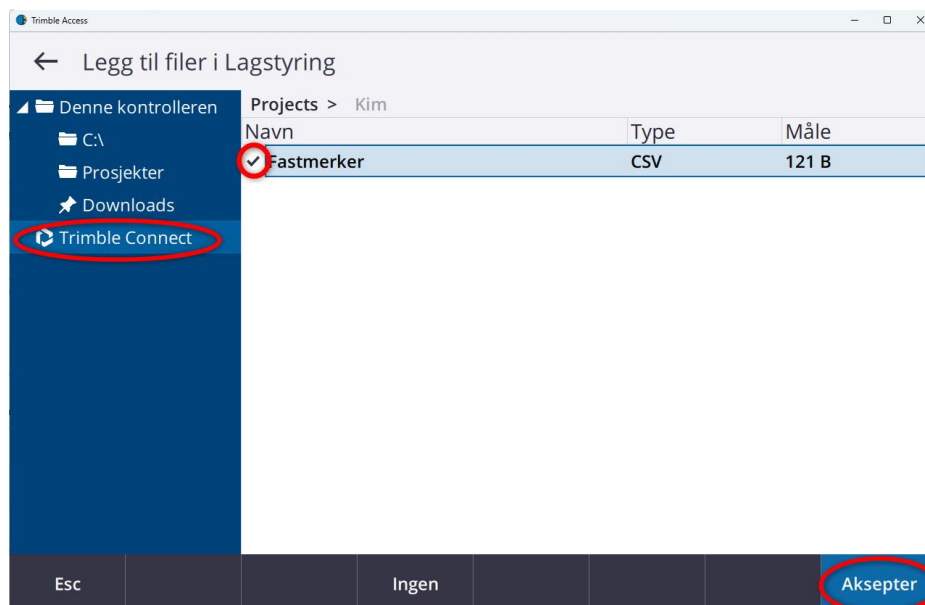 Trimble Access
Legg til filer i Lagstyring
Denne kontrolleren
C:\
Prosjekter
Downloads
Trimble Connect
Projects > Kim
Navn Type Måle
Fastmerker CSV 121 B
Esc Ingen Aksepter